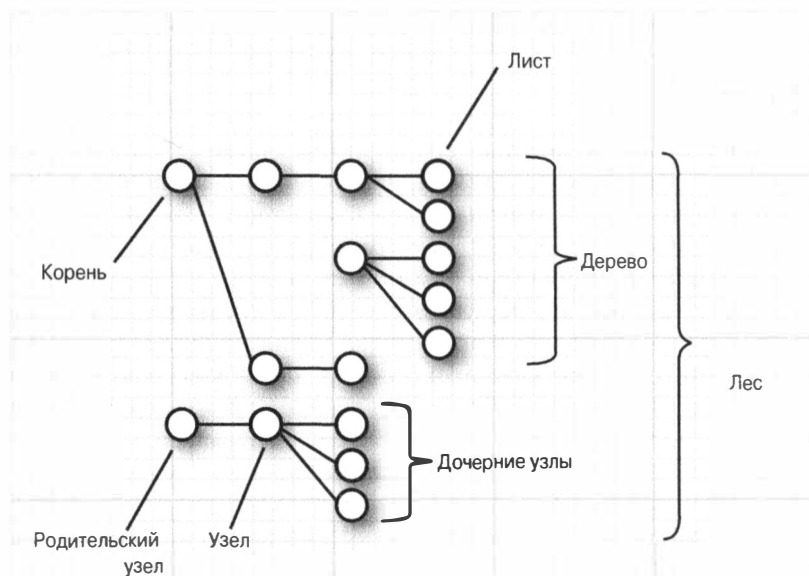 Лист
Корень
Дерево
Лес
Дочерние узлы
Родительский
узел
Узел